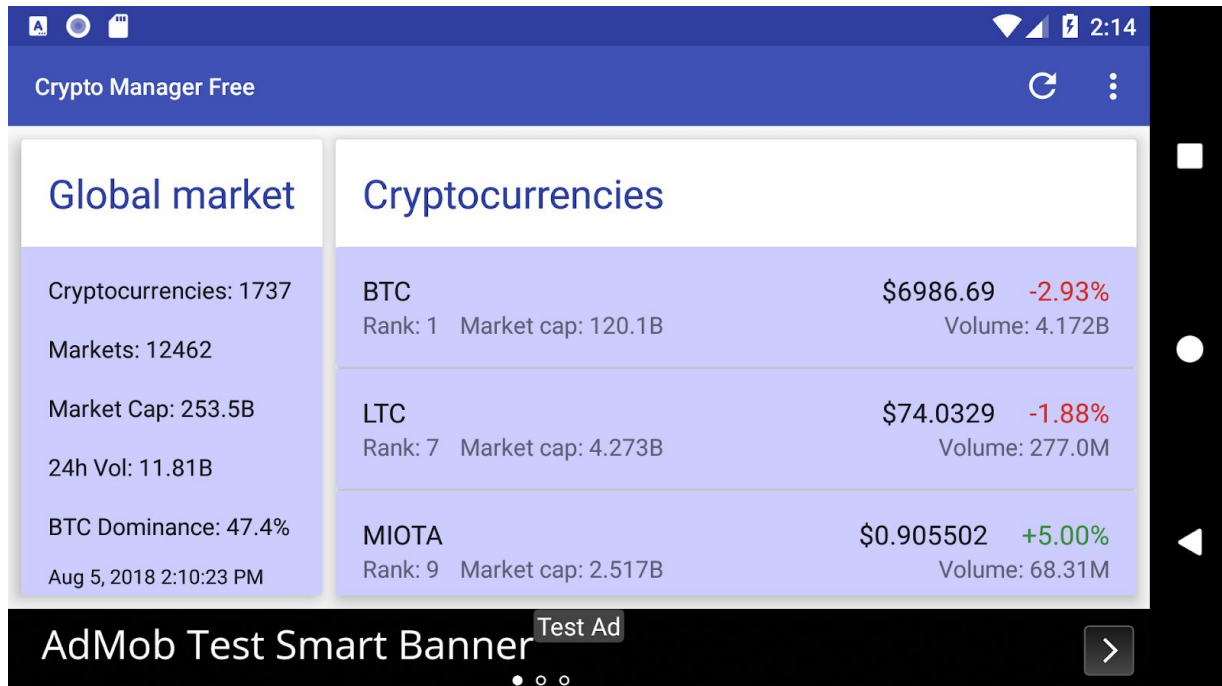 2:14
Crypto Manager Free
Global market
Cryptocurrencies: 1737
Markets: 12462
Market Cap: 253.5B
24h Vol: 11.81B
BTC Dominance: 47.4%
Aug 5, 2018 2:10:23 PM
Cryptocurrencies
BTC $6986.69 -2.93%
Rank: 1 Market cap: 120.1B Volume: 4.172B
LTC $74.0329 -1.88%
Rank: 7 Market cap: 4.273B Volume: 277.0M
MIOTA $0.905502 +5.00%
Rank: 9 Market cap: 2.517B Volume: 68.31M
Test Ad
AdMob Test Smart Banner